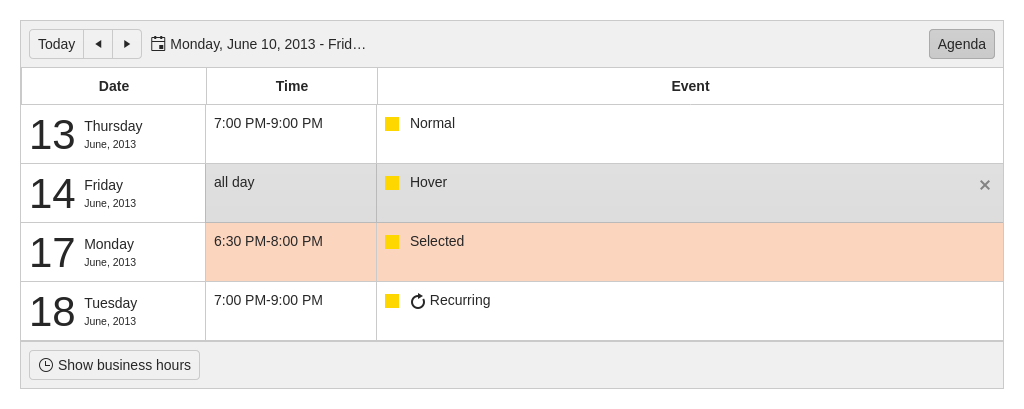 Today Monday, June 10, 2013 - Frid… Agenda
Date Time Event
13 Thursday 7:00 PM-9:00 PM Normal
June, 2013
14 Friday all day Hover
June, 2013
17 Monday 6:30 PM-8:00 PM Selected
June, 2013
18 Tuesday 7:00 PM-9:00 PM Recurring
June, 2013
Show business hours